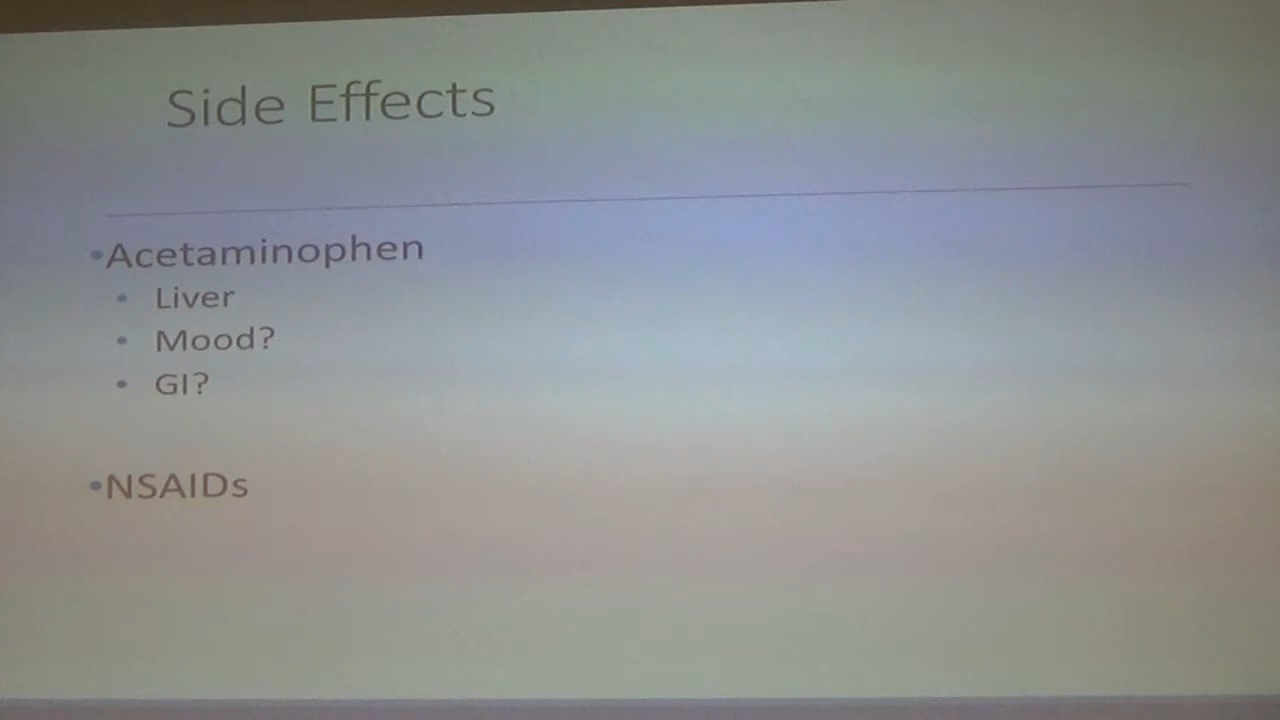 Side Effects
•Acetaminophen
• Liver
• Mood?
• GI?
•NSAIDs